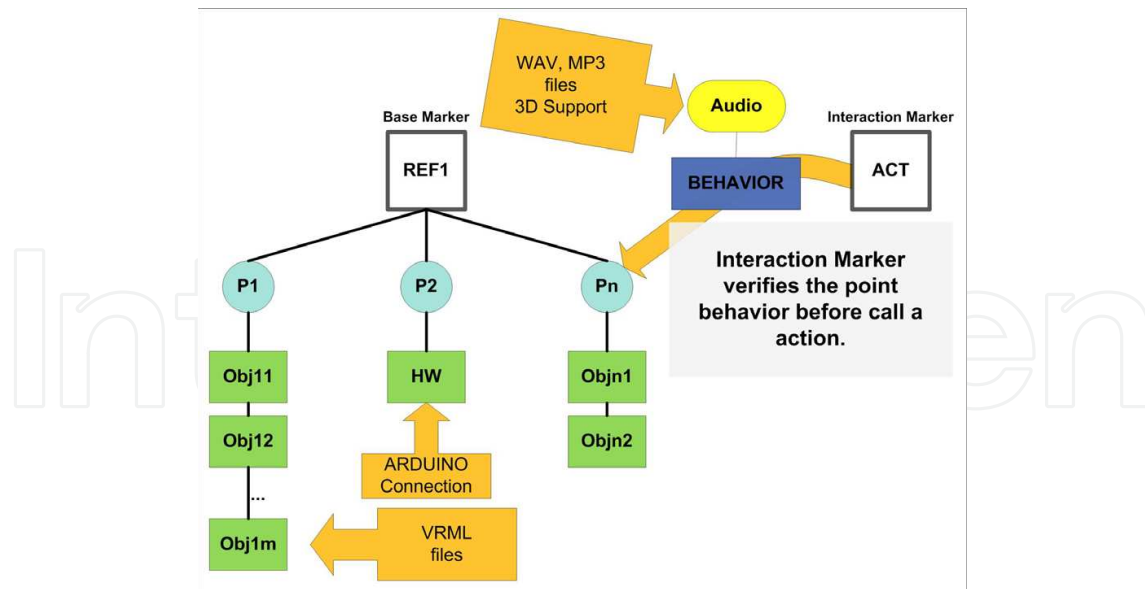 WAV, MP3
files
3D Support
Audio
Base Marker
Interaction Marker
REF1
BEHAVIOR
ACT
P1
P2
Pn
Interaction Marker
verifies the point
behavior before call a
action.
Obj11
HW
Objn1
Obj12
Objn2
ARDUINO
Connection
...
Obj1m
VRML
files